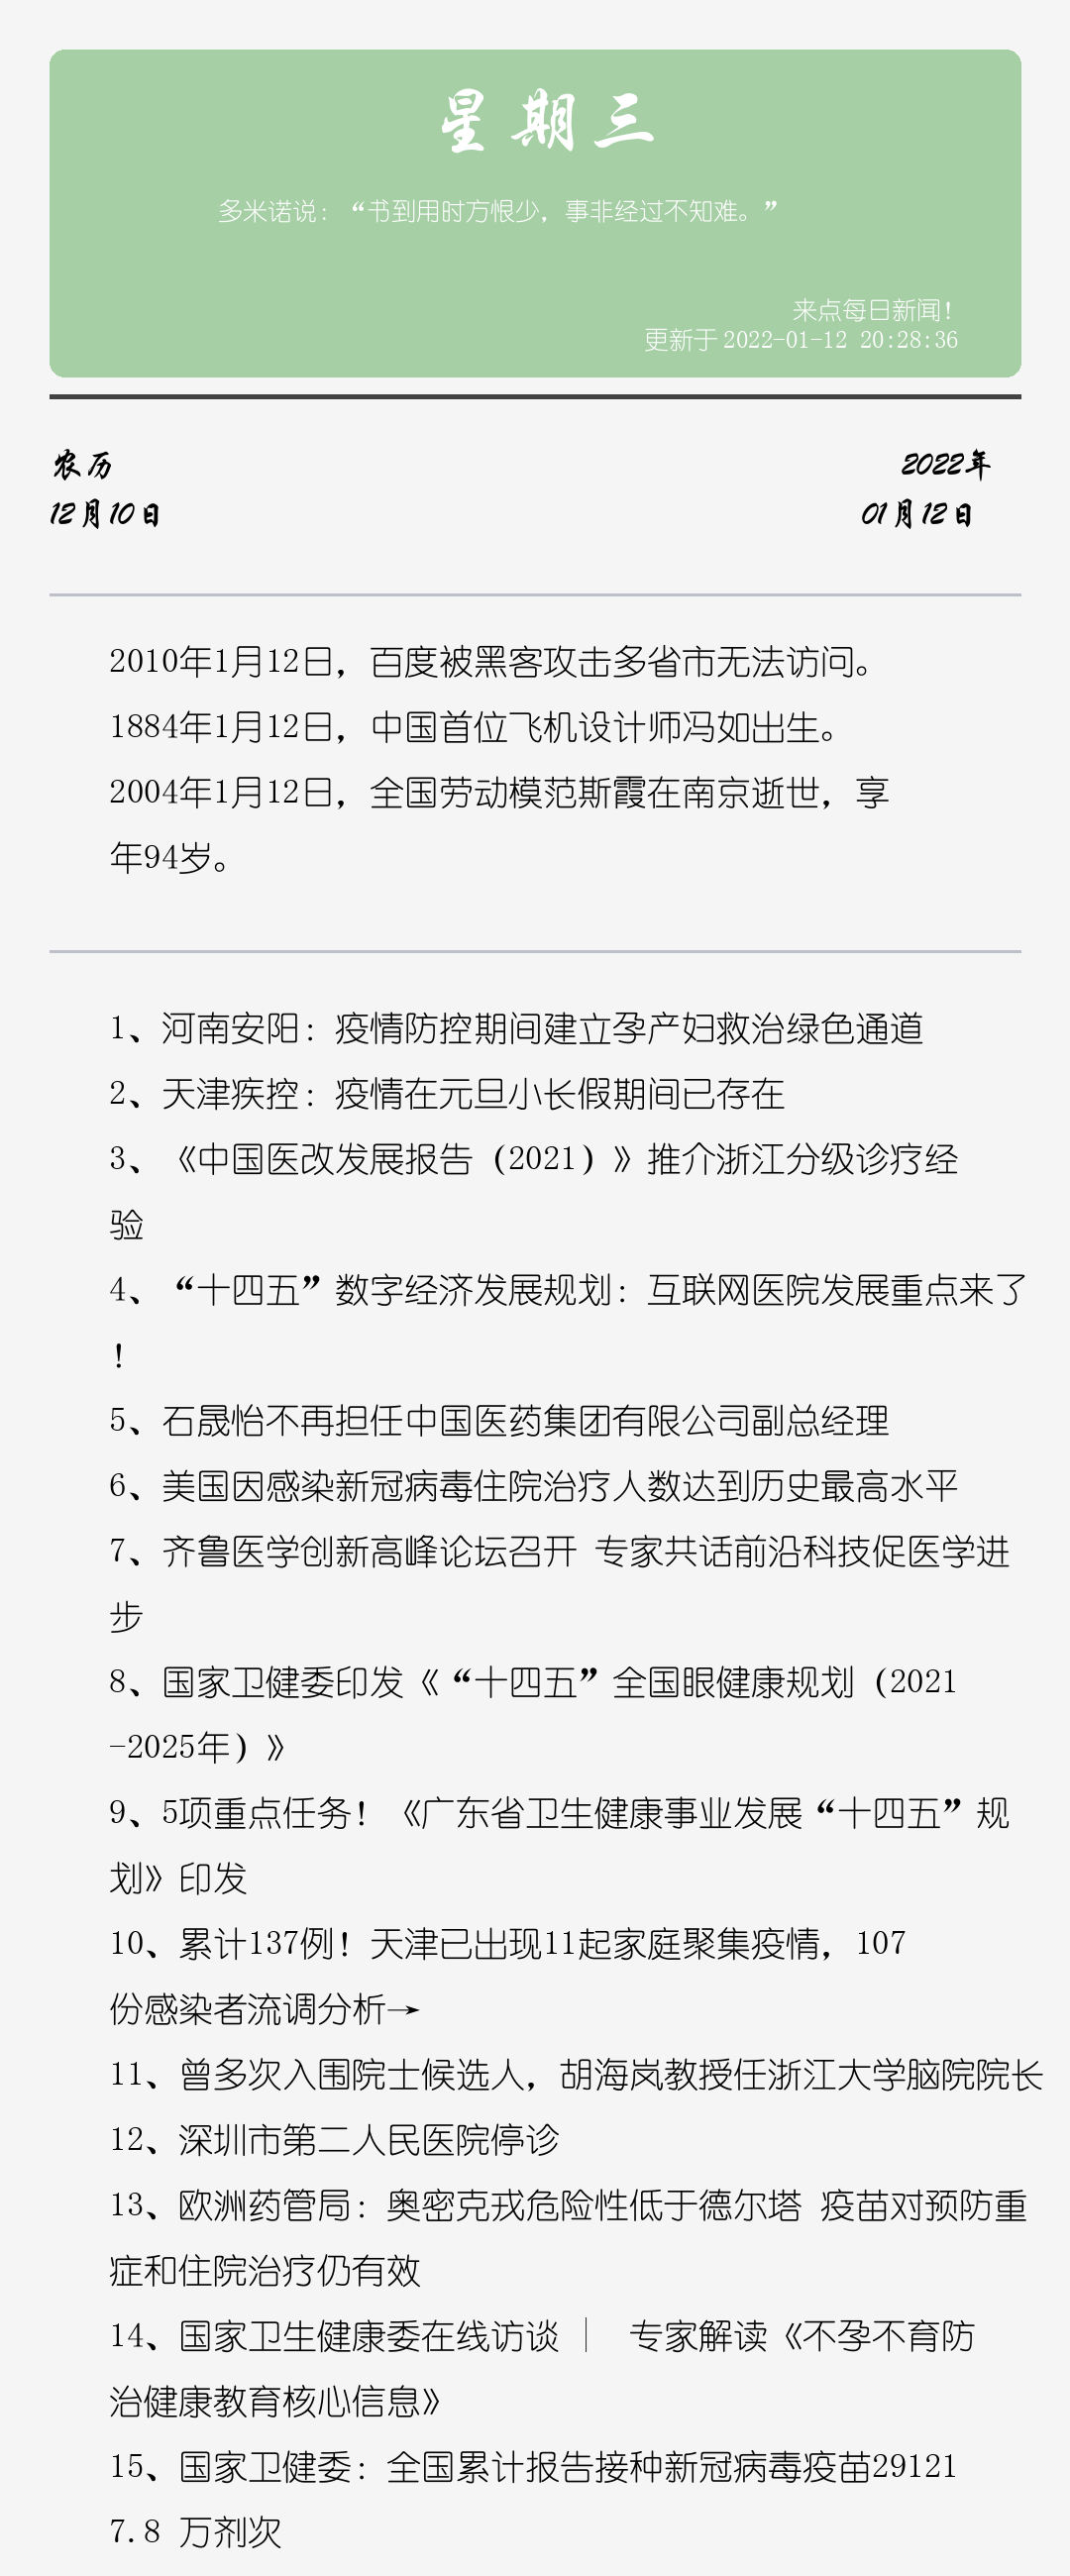 星期三
多米诺说：“书到用时方恨少，事非经过不知难。”
来点每日新闻！
更新于 2022-01-12 20:28:36
农历
2022年
12月10日
01月12日
2010年1月12日，百度被黑客攻击多省市无法访问。
1884年1月12日，中国首位飞机设计师冯如出生。
2004年1月12日，全国劳动模范斯霞在南京逝世，享
年94岁。
1、河南安阳：疫情防控期间建立孕产妇救治绿色通道
2、天津疾控：疫情在元旦小长假期间已存在
3、《中国医改发展报告（2021）》推介浙江分级诊疗经
验
4、“十四五”数字经济发展规划：互联网医院发展重点来了
！
5、石晟怡不再担任中国医药集团有限公司副总经理
6、美国因感染新冠病毒住院治疗人数达到历史最高水平
7、齐鲁医学创新高峰论坛召开 专家共话前沿科技促医学进
步
8、国家卫健委印发《“十四五”全国眼健康规划（2021
-2025年）》
9、5项重点任务！《广东省卫生健康事业发展“十四五”规
划》印发
10、累计137例！天津已出现11起家庭聚集疫情，107
份感染者流调分析→
11、曾多次入围院士候选人，胡海岚教授任浙江大学脑院院长
12、深圳市第二人民医院停诊
13、欧洲药管局：奥密克戎危险性低于德尔塔 疫苗对预防重
症和住院治疗仍有效
14、国家卫生健康委在线访谈 ｜ 专家解读《不孕不育防
治健康教育核心信息》
15、国家卫健委：全国累计报告接种新冠病毒疫苗29121
7.8 万剂次